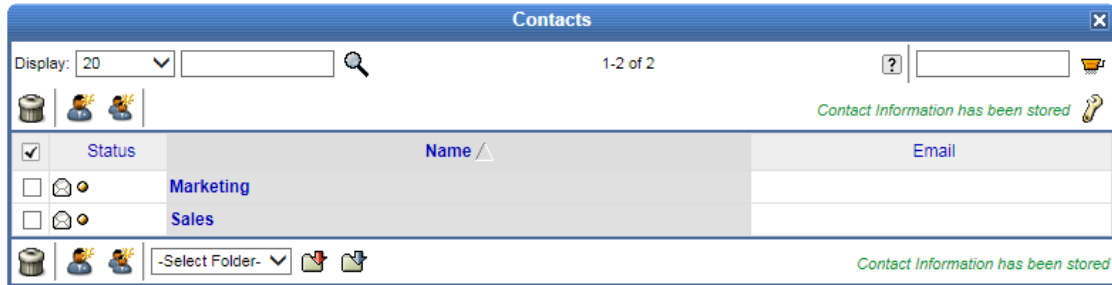 Contacts
Display: 20 1-2 of 2 ?
Contact Information has been stored
Status Name Email
Marketing
Sales
-Select Folder- Contact Information has been stored